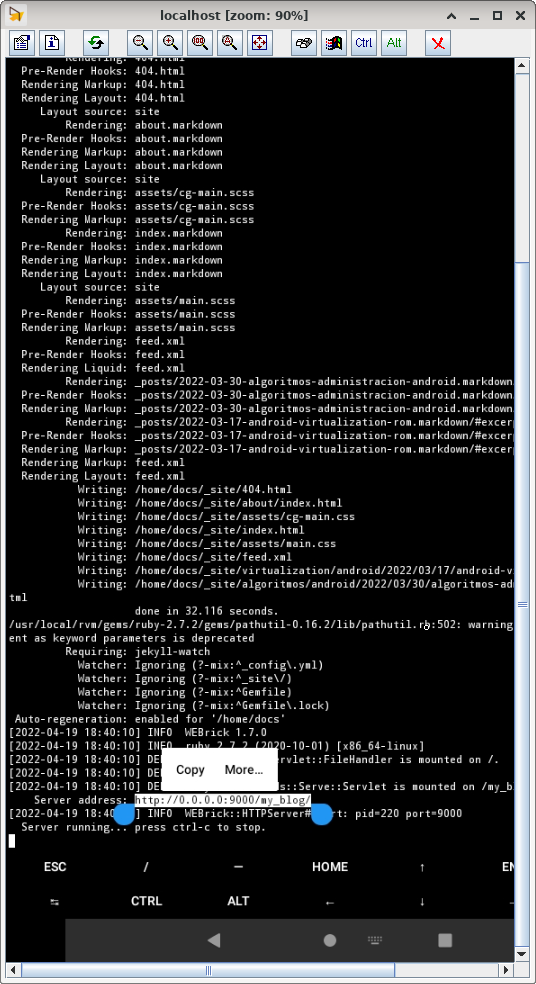 localhost [zoom: 90%]
Ctrl
Alt
Rendering: 404.html
Pre-Render Hooks: 404.html
Rendering Markup: 404.html
Rendering Layout: 404.html
Layout source: site
Rendering: about.markdown
Pre-Render Hooks: about.markdown
Rendering Markup: about.markdown
Rendering Layout: about.markdown
Layout source: site
Rendering: assets/cg-main.scss
Pre-Render Hooks: assets/cg-main.scss
Rendering Markup: assets/cg-main.scss
Rendering: index.markdown
Pre-Render Hooks: index.markdown
Rendering Markup: index.markdown
Rendering Layout: index.markdown
Layout source: site
Rendering: assets/main.scss
Pre-Render Hooks: assets/main.scss
Rendering Markup: assets/main.scss
Rendering: feed.xml
Pre-Render Hooks: feed.xml
Rendering Liquid: feed.xml
Rendering: _posts/2022-03-30-algoritmos-administracion-android.markdown
Pre-Render Hooks: _posts/2022-03-30-algoritmos-administracion-android.markdown
Rendering Markup: _posts/2022-03-30-algoritmos-administracion-android.markdown
Rendering: _posts/2022-03-17-android-virtualization-rom.markdown/#excer
Pre-Render Hooks: _posts/2022-03-17-android-virtualization-rom.markdown/#excer
Rendering Markup: _posts/2022-03-17-android-virtualization-rom.markdown/#excer
Rendering Markup: feed.xml
Rendering Layout: feed.xml
Writing: /home/docs/_site/404.html
Writing: /home/docs/_site/about/index.html
Writing: /home/docs/_site/assets/cg-main.css
Writing: /home/docs/_site/index.html
Writing: /home/docs/_site/assets/main.css
Writing: /home/docs/_site/feed.xml
Writing: /home/docs/_site/virtualization/android/2022/03/17/android-v
Writing: /home/docs/_site/algoritmos/android/2022/03/30/algoritmos-ad
tml
done in 32.116 seconds.
/usr/local/rvm/gems/ruby-2.7.2/gems/pathutil-0.16.2/lib/pathutil.rb:502: warning
ent as keyword parameters is deprecated
Requiring: jekyll-watch
Watcher: Ignoring (?-mix:^_config\.yml)
Watcher: Ignoring (?-mix:^_site\/)
Watcher: Ignoring (?-mix:^Gemfile)
Watcher: Ignoring (?-mix:^Gemfile\.lock)
Auto-regeneration: enabled for '/home/docs'
[2022-04-19 18:40:10] INFO  WEBrick 1.7.0
[2022-04-19 18:40:10] INFO  ruby 2.7.2 (2020-10-01) [x86_64-linux]
[2022-04-19 18:40:10] DE ervlet::FileHandler is mounted on /.
[2022-04-19 18:40:10] DE
[2022-04-19 18:40:10] DE s::Serve::Servlet is mounted on /my_b
Copy More...
Server address: http://0.0.0.0:9000/my_blog/
[2022-04-19 18:40 ] INFO  WEBrick::HTTPServer# rt: pid=220 port=9000
Server running... press ctrl-c to stop.
ESC / — HOME ↑ EN
↹ CTRL ALT ← ↓ →